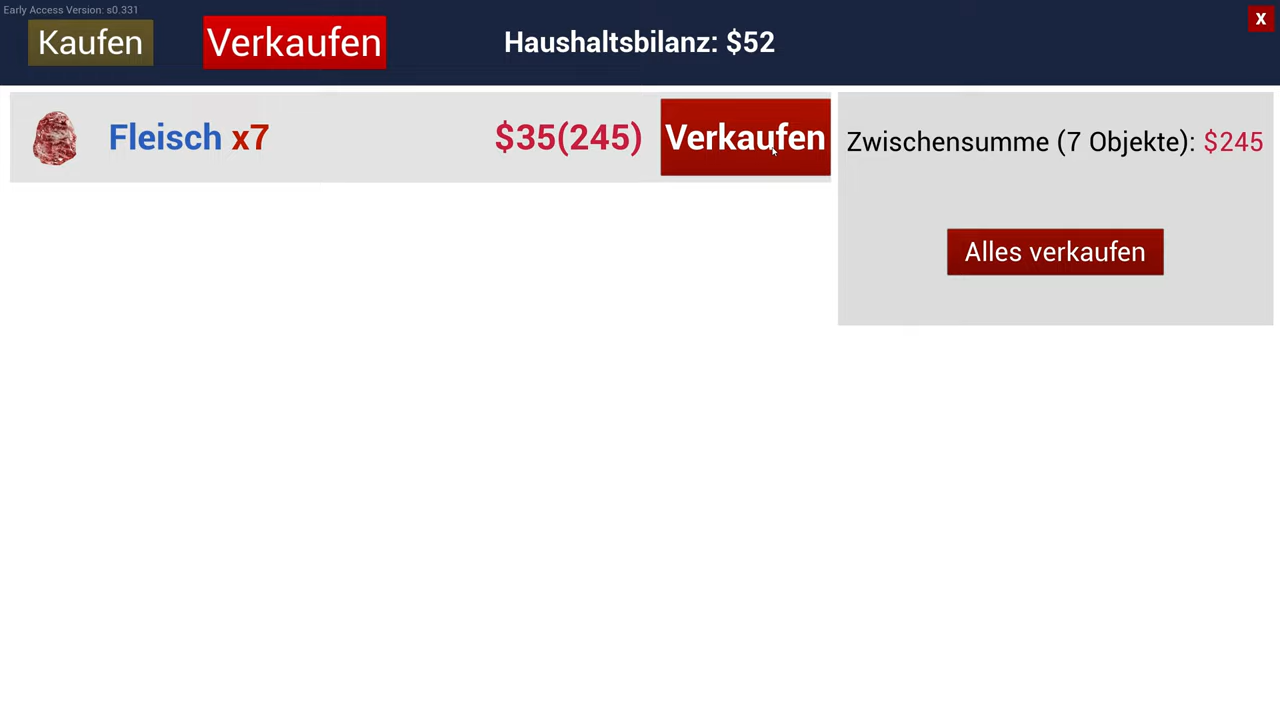 Early Access Version: s0.331
Kaufen
Verkaufen
Haushaltsbilanz: $52
X
Fleisch x7
$35(245)
Verkaufen
Zwischensumme (7 Objekte): $245
Alles verkaufen